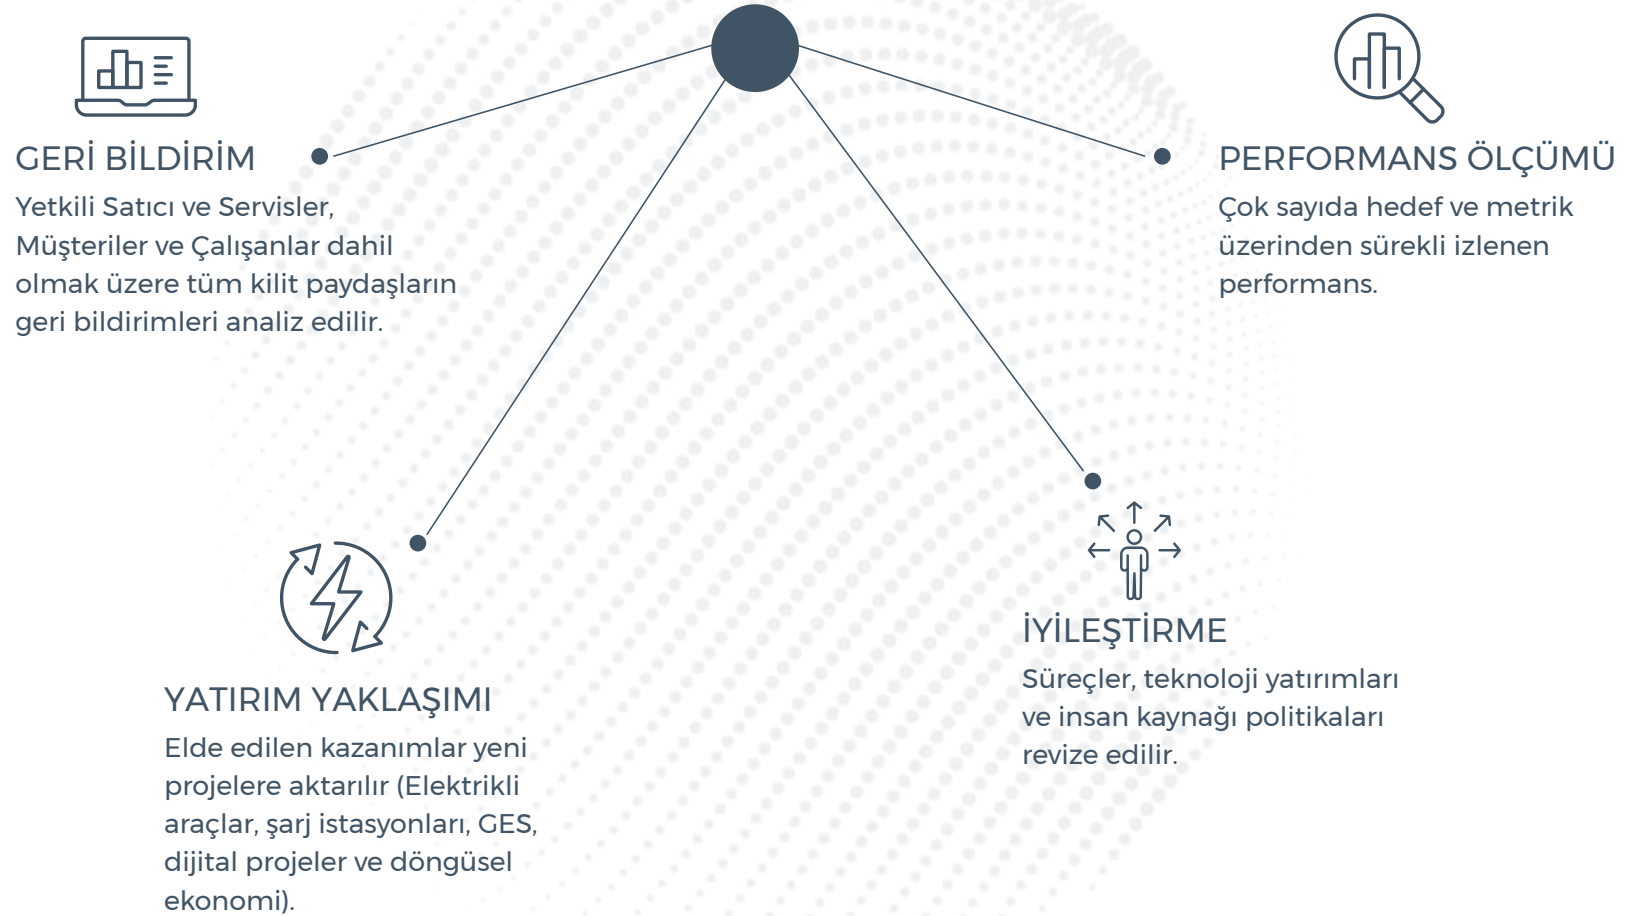 GERİ BİLDİRİM
Yetkili Satıcı ve Servisler,
Müşteriler ve Çalışanlar dahil
olmak üzere tüm kilit paydaşların
geri bildirimleri analiz edilir.
PERFORMANS ÖLÇÜMÜ
Çok sayıda hedef ve metrik
üzerinden sürekli izlenen
performans.
YATIRIM YAKLAŞIMI
Elde edilen kazanımlar yeni
projelere aktarılır (Elektrikli
araçlar, şarj istasyonları, GES,
dijital projeler ve döngüsel
ekonomi).
İYİLEŞTİRME
Süreçler, teknoloji yatırımları
ve insan kaynağı politikaları
revize edilir.